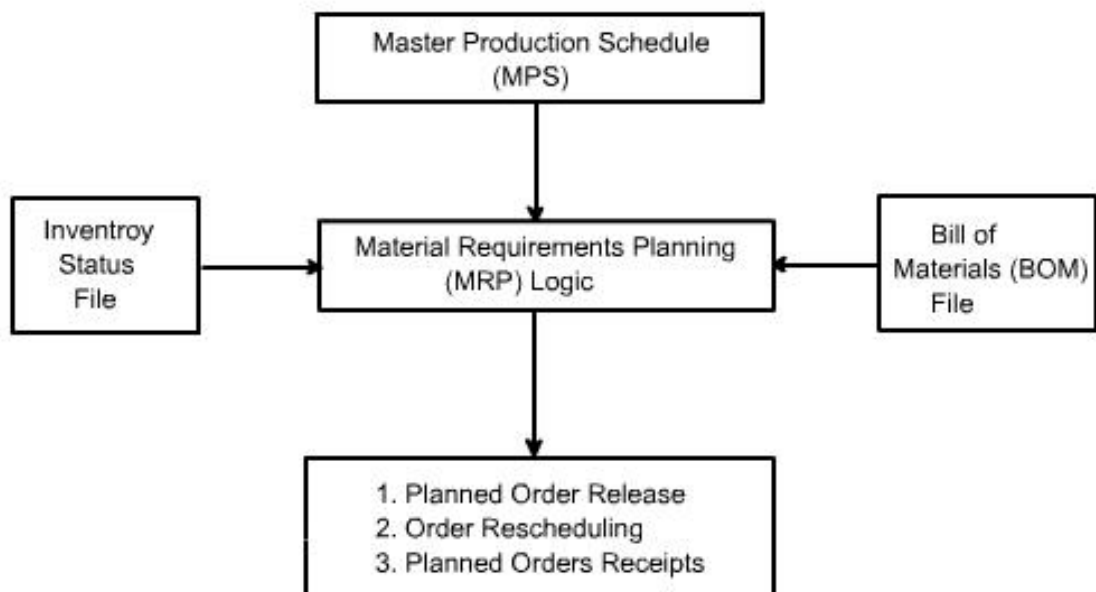 Master Production Schedule
(MPS)
Inventroy
Status
File
Material Requirements Planning
(MRP) Logic
Bill of
Materials (BOM)
File
1. Planned Order Release
2. Order Rescheduling
3. Planned Orders Receipts